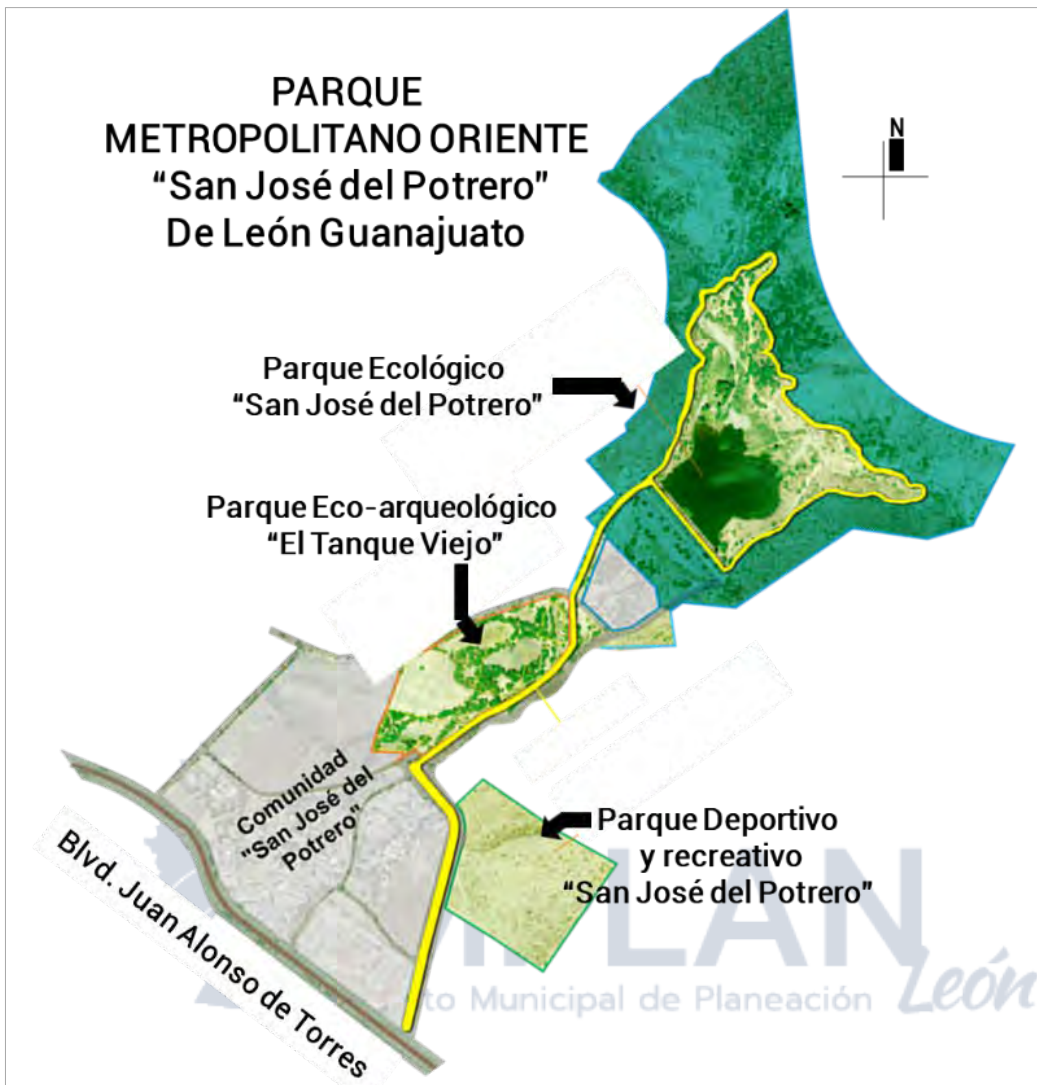 PARQUE
METROPOLITANO ORIENTE
“San José del Potrero”
De León Guanajuato
N
Parque Ecológico
“San José del Potrero”
Parque Eco-arqueológico
“El Tanque Viejo”
Comunidad
"San José del
Potrero"
Parque Deportivo
y recreativo
“San José del Potrero”
Blvd. Juan Alonso de Torres
PLAN
León
to Municipal de Planeación